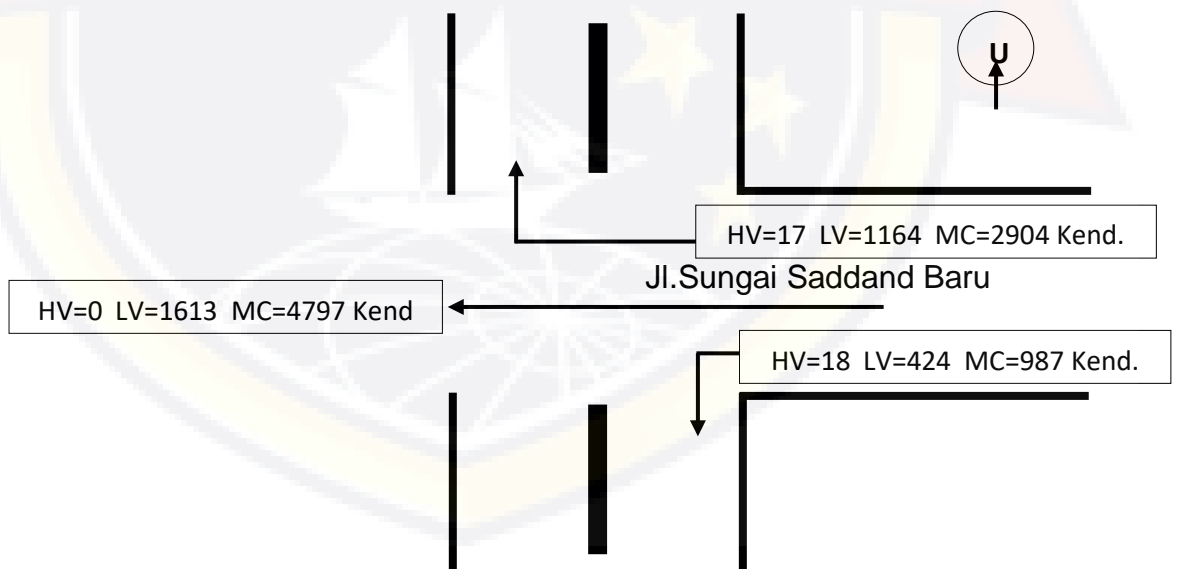 U
HV=17 LV=1164 MC=2904 Kend.
Jl.Sungai Saddand Baru
HV=0 LV=1613 MC=4797 Kend
HV=18 LV=424 MC=987 Kend.